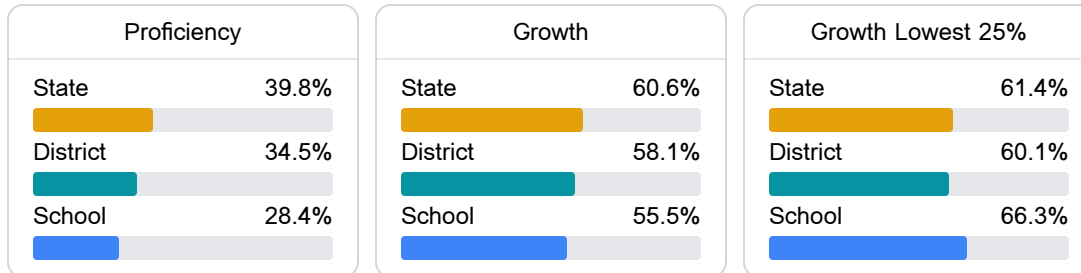 Proficiency
State 39.8%
District 34.5%
School 28.4%
Growth
State 60.6%
District 58.1%
School 55.5%
Growth Lowest 25%
State 61.4%
District 60.1%
School 66.3%